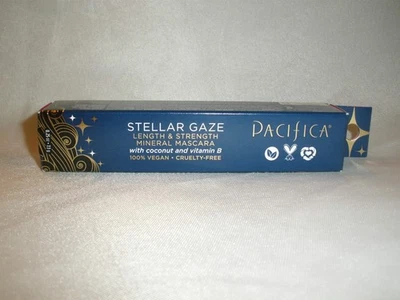 STELLAR GAZE
LENGTH & STRENGTH
MINERAL MASCARA
with coconut and vitamin B
100% VEGAN • CRUELTY-FREE
PACIFICA®